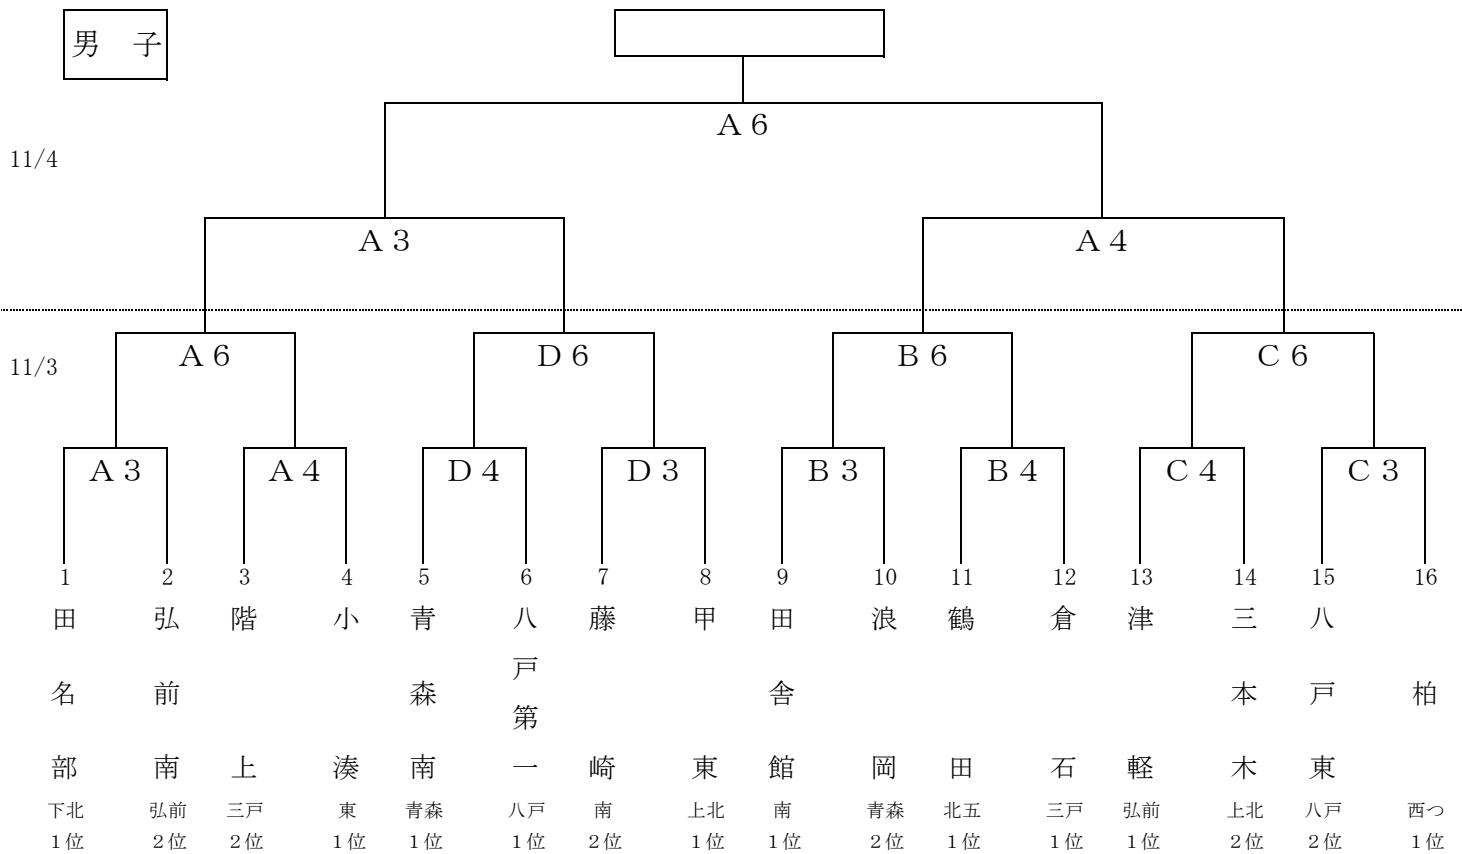 男 子
A 6
11/4
A 3 A 4
11/3
A 6 D 6 B 6 C 6
A 3 A 4 D 4 D 3 B 3 B 4 C 4 C 3
1 2 3 4 5 6 7 8 9 10 11 12 13 14 15 16
田名部
弘前南
階上
小湊
青森南
八戸第一
藤崎
甲東
田舎館
浪岡
鶴田
倉石
津軽
三本木
八戸東
柏
下北 弘前 三戸 東 青森 八戸 南 上北 南 青森 北五 三戸 弘前 上北 八戸 西つ
1位 2位 2位 1位 1位 1位 2位 1位 1位 2位 1位 1位 1位 2位 2位 1位